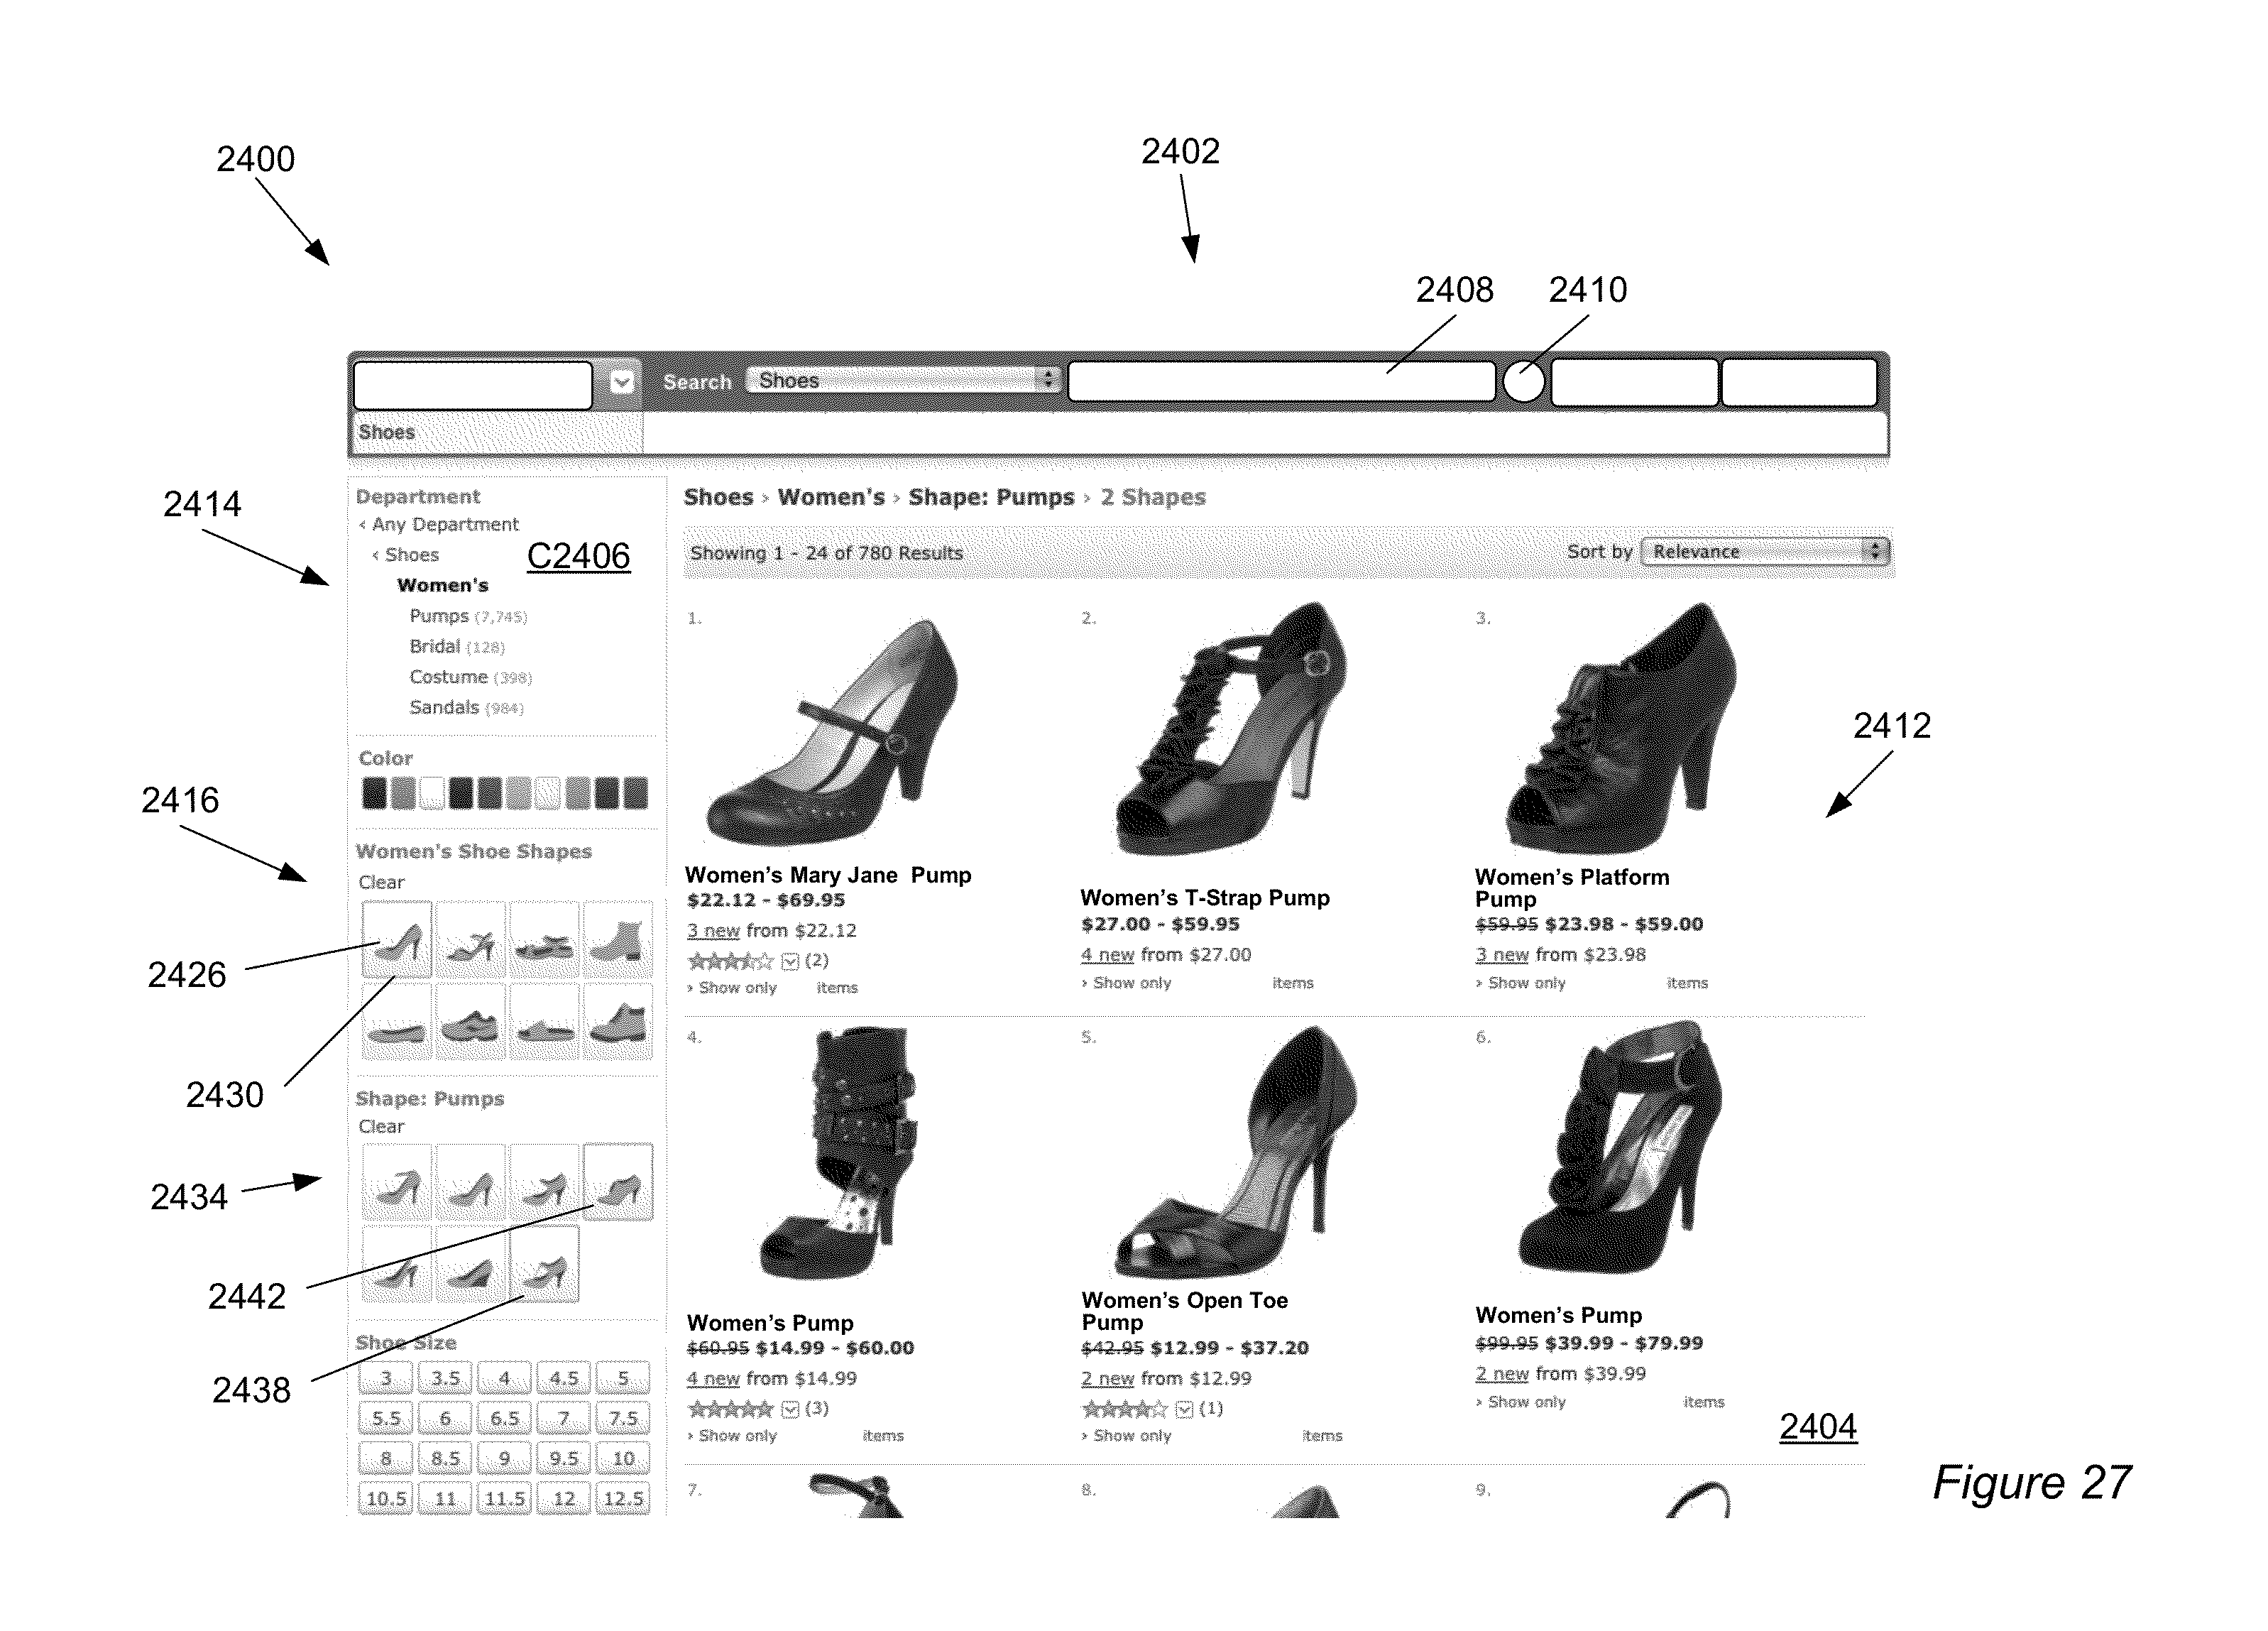 2400
2402
2408
2410
Search
Shoes
Shoes
2414
Department
‹ Any Department
‹ Shoes
C2406
Women's
Pumps (7,745)
Bridal (128)
Costume (398)
Sandals (984)
Color
2416
Women's Shoe Shapes
Clear
2426
2430
Shape: Pumps
Clear
2434
2442
2438
Shoe Size
3 3.5 4 4.5 5
5.5 6 6.5 7 7.5
8 8.5 9 9.5 10
10.5 11 11.5 12 12.5
Shoes › Women's › Shape: Pumps › 2 Shapes
Showing 1 - 24 of 780 Results
Sort by Relevance
2412
1.
Women's Mary Jane Pump
$22.12 - $69.95
3 new from $22.12
(2)
› Show only items
2.
Women's T-Strap Pump
$27.00 - $59.95
4 new from $27.00
› Show only items
3.
Women's Platform
Pump
$59.95 $23.98 - $59.00
3 new from $23.98
› Show only items
4.
Women's Pump
$60.95 $14.99 - $60.00
4 new from $14.99
(3)
› Show only items
5.
Women's Open Toe
Pump
$42.95 $12.99 - $37.20
2 new from $12.99
(1)
› Show only items
6.
Women's Pump
$99.95 $39.99 - $79.99
2 new from $39.99
› Show only items
2404
7.
8.
9.
Figure 27